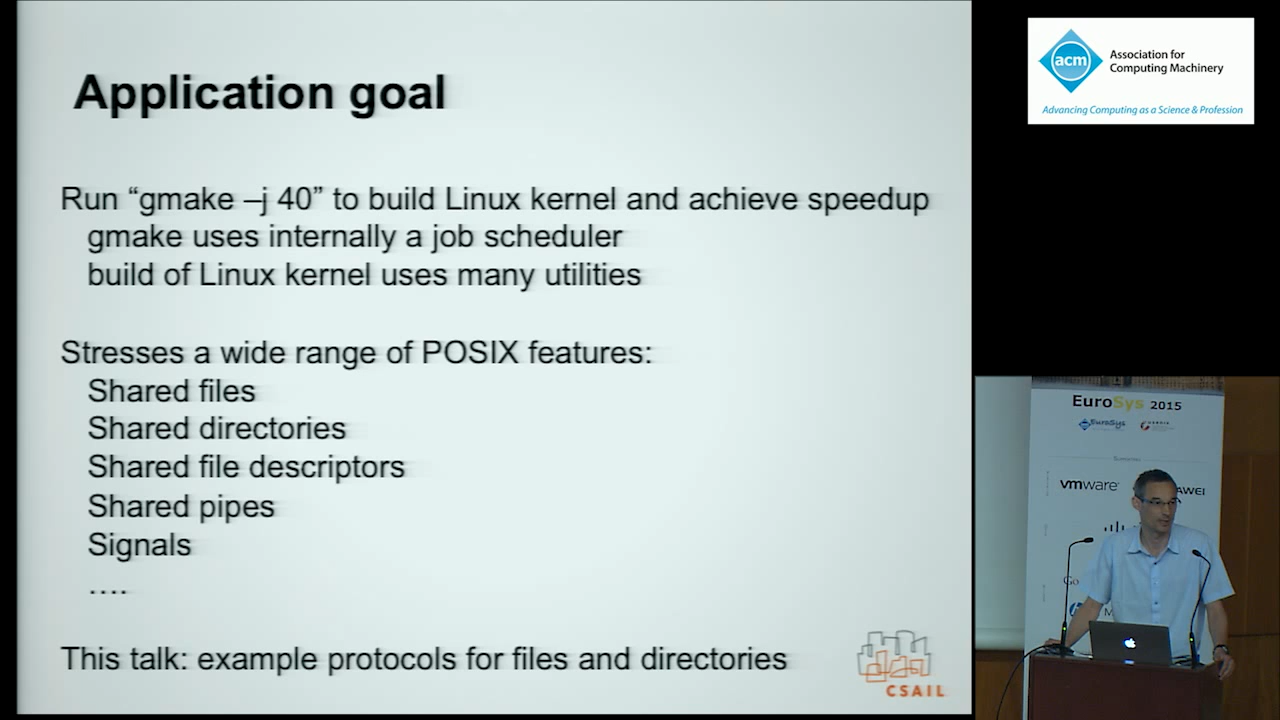 Application goal
Run “gmake –j 40” to build Linux kernel and achieve speedup
gmake uses internally a job scheduler
build of Linux kernel uses many utilities
Stresses a wide range of POSIX features:
Shared files
Shared directories
Shared file descriptors
Shared pipes
Signals
....
This talk: example protocols for files and directories
CSAIL
acm
Association for
Computing Machinery
Advancing Computing as a Science & Profession
EuroSys 2015
EuroSys
vmware
AWEI
Go
M